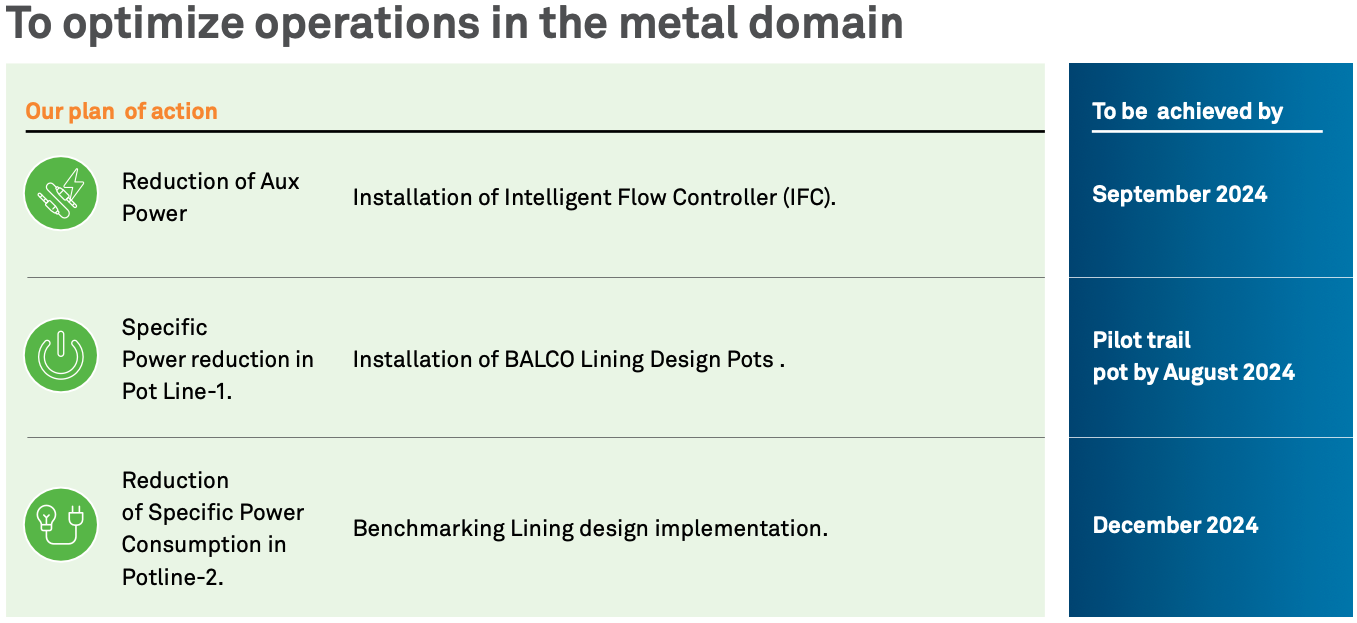 To optimize operations in the metal domain
Our plan of action
To be achieved by
Reduction of Aux
Power
Installation of Intelligent Flow Controller (IFC).
September 2024
Specific
Power reduction in
Pot Line-1.
Installation of BALCO Lining Design Pots .
Pilot trail
pot by August 2024
Reduction
of Specific Power
Consumption in
Potline-2.
Benchmarking Lining design implementation.
December 2024